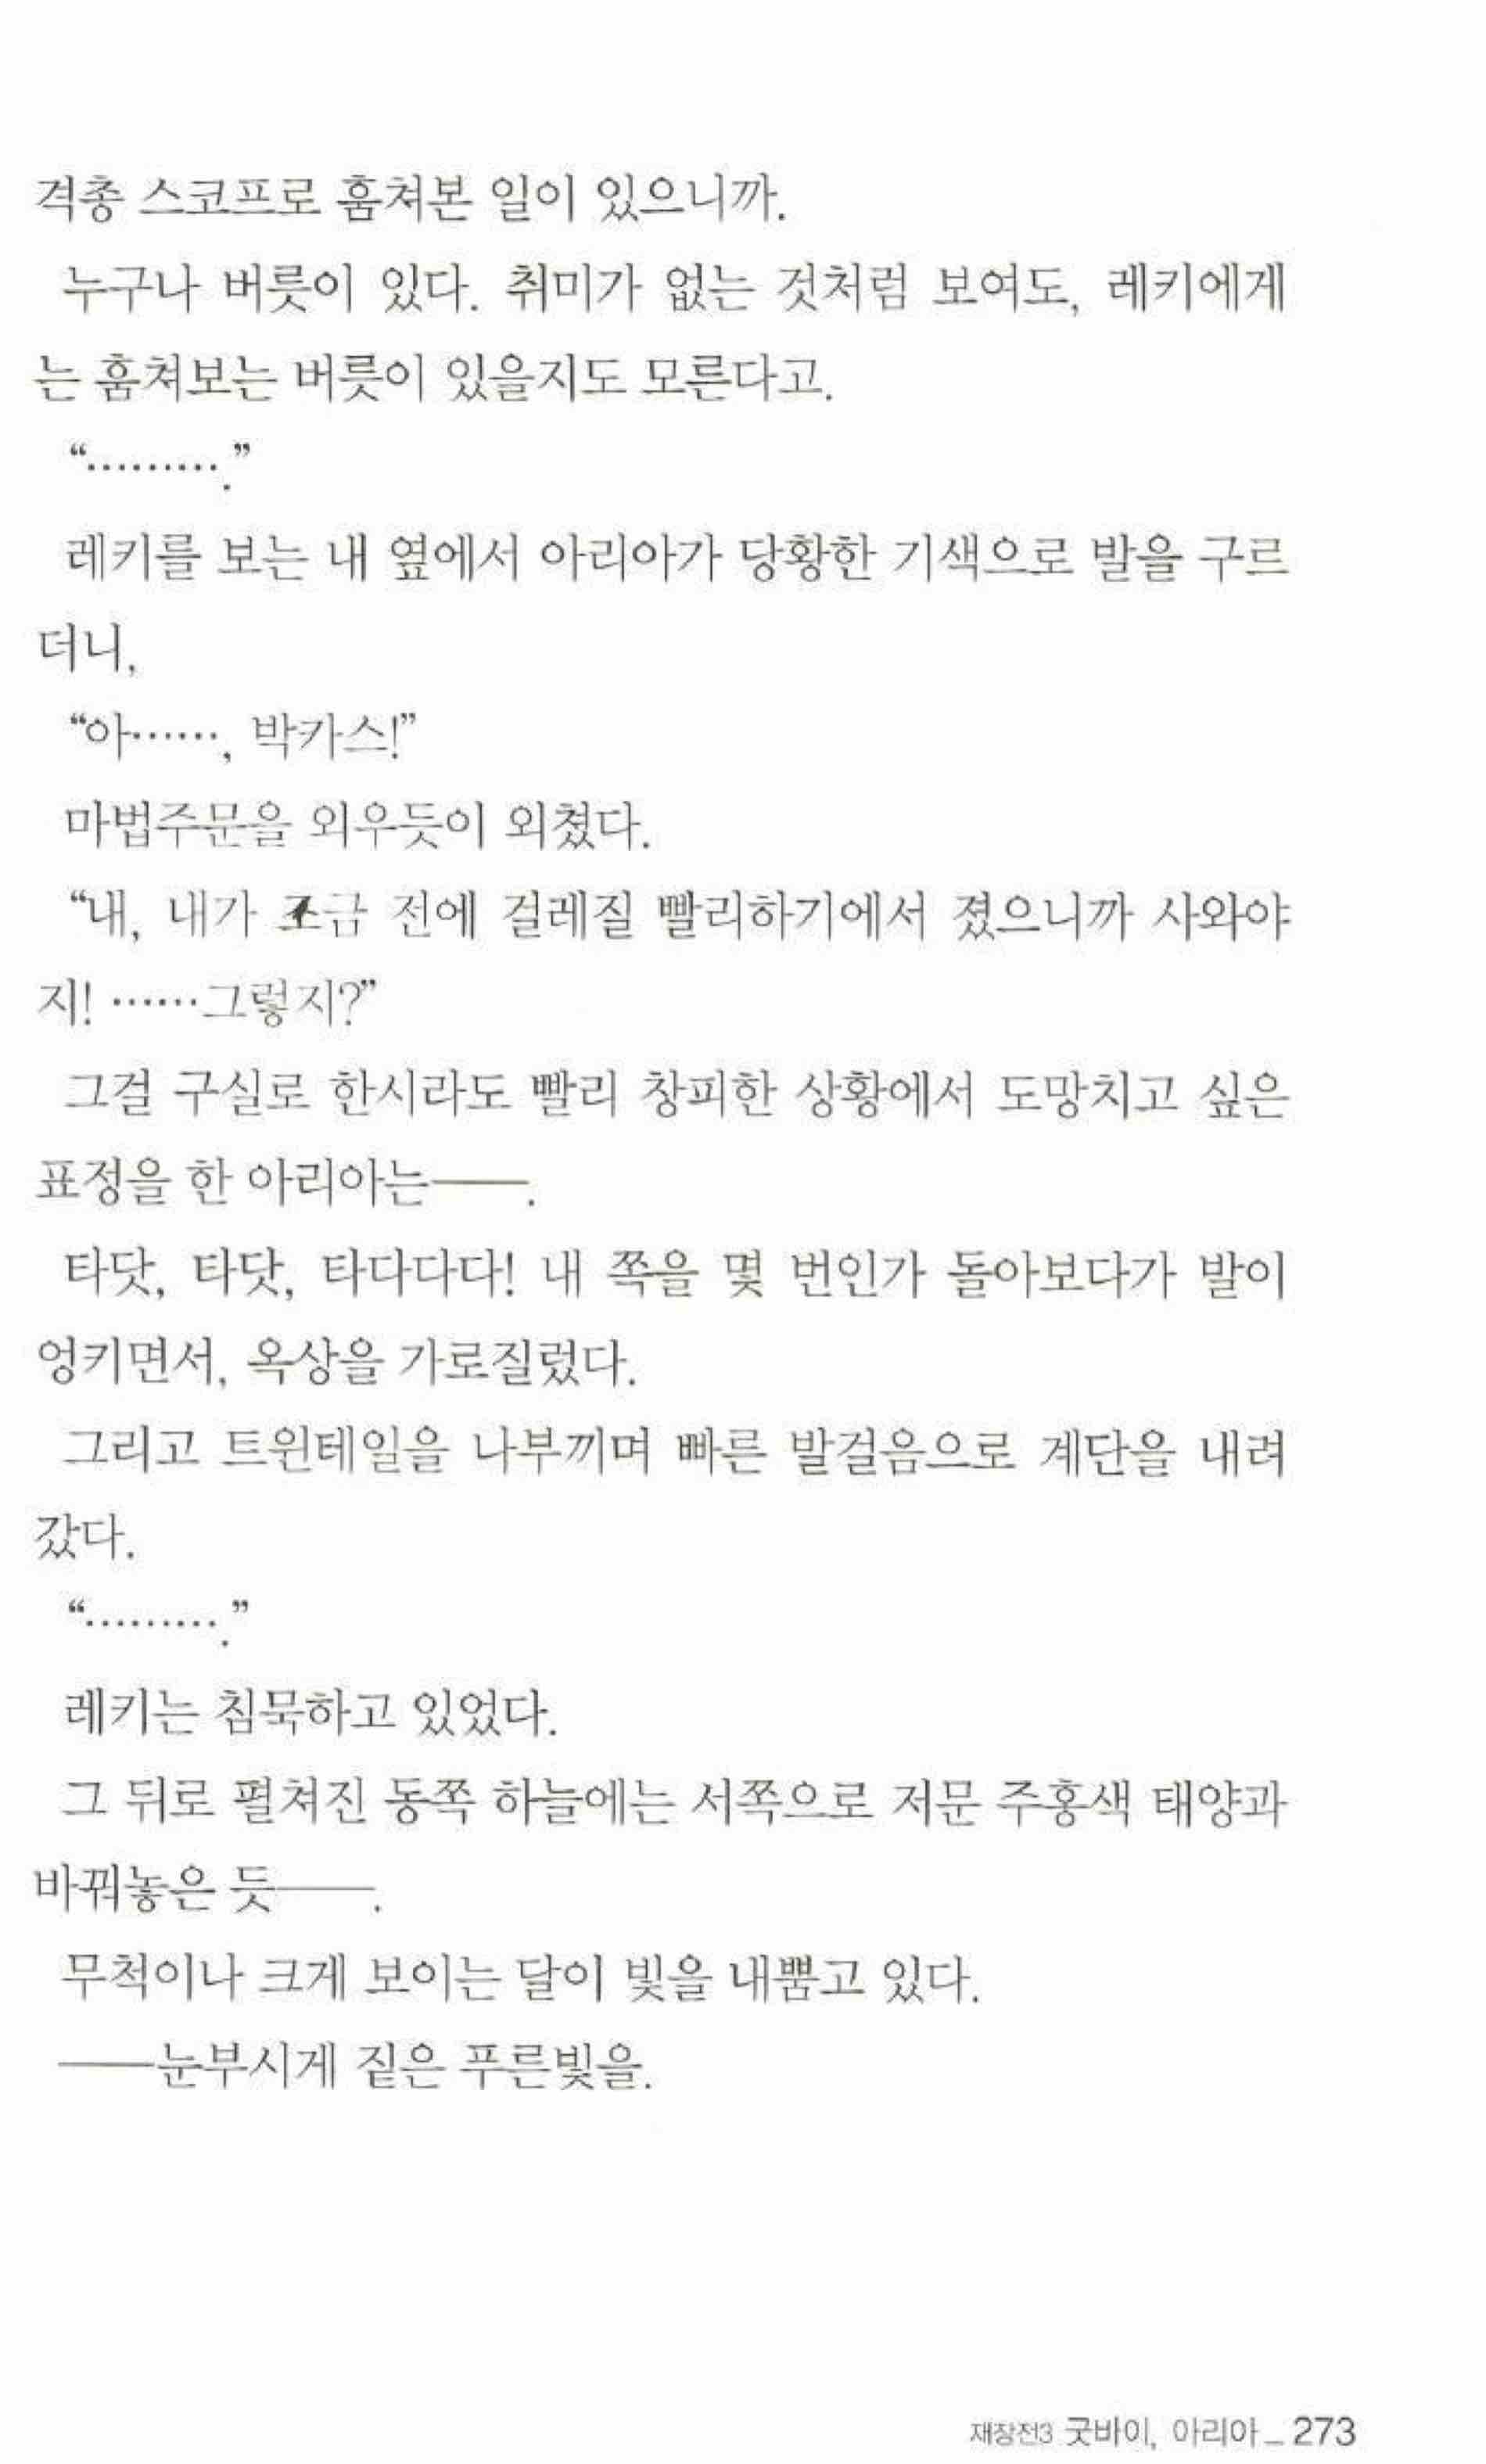 격총 스코프로 훔쳐본 일이 있으니까.
누구나 버릇이 있다. 취미가 없는 것처럼 보여도, 레키에게
는 훔쳐보는 버릇이 있을지도 모른다고.
“……….”
레키를 보는 내 옆에서 아리아가 당황한 기색으로 발을 구르
더니,
“아……, 박카스!”
마법주문을 외우듯이 외쳤다.
“내, 내가 조금 전에 걸레질 빨리하기에서 졌으니까 사와야
지! ……그렇지?”
그걸 구실로 한시라도 빨리 창피한 상황에서 도망치고 싶은
표정을 한 아리아는――.
타닷, 타닷, 타다다다! 내 쪽을 몇 번인가 돌아보다가 발이
엉키면서, 옥상을 가로질렀다.
그리고 트윈테일을 나부끼며 빠른 발걸음으로 계단을 내려
갔다.
“……….”
레키는 침묵하고 있었다.
그 뒤로 펼쳐진 동쪽 하늘에는 서쪽으로 저문 주홍색 태양과
바꿔놓은 듯――.
무척이나 크게 보이는 달이 빛을 내뿜고 있다.
――눈부시게 짙은 푸른빛을.
재장전3 굿바이, 아리아 _ 273